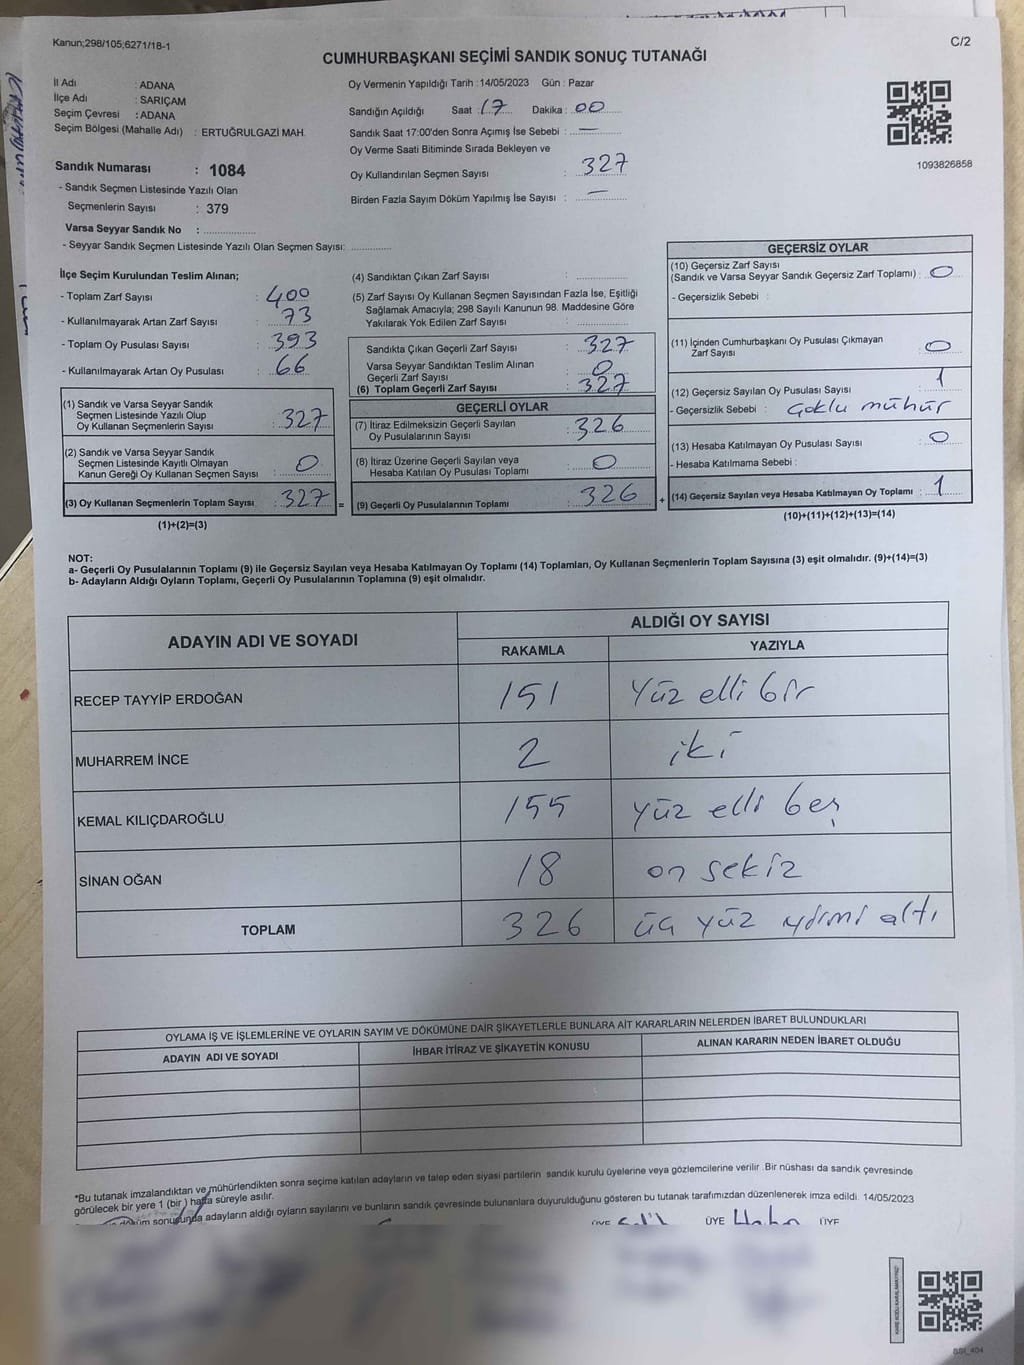 Kanun;298/105;6271/18-1
C/2
CUMHURBAŞKANI SEÇİMİ SANDIK SONUÇ TUTANAĞI
İl Adı : ADANA
İlçe Adı : SARIÇAM
Seçim Çevresi : ADANA
Seçim Bölgesi (Mahalle Adı) : ERTUĞRULGAZİ MAH.
Sandık Numarası : 1084
- Sandık Seçmen Listesinde Yazılı Olan
Seçmenlerin Sayısı : 379
Varsa Seyyar Sandık No : ..............
- Seyyar Sandık Seçmen Listesinde Yazılı Olan Seçmen Sayısı: ............
Oy Vermenin Yapıldığı Tarih : 14/05/2023 Gün : Pazar
Sandığın Açıldığı Saat : 17 Dakika : 00
Sandık Saat 17:00'den Sonra Açımış İse Sebebi : —
Oy Verme Saati Bitiminde Sırada Bekleyen ve
Oy Kullandırılan Seçmen Sayısı : 327
Birden Fazla Sayım Döküm Yapılmış İse Sayısı : —
1093826858
İlçe Seçim Kurulundan Teslim Alınan;
- Toplam Zarf Sayısı : 400
- Kullanılmayarak Artan Zarf Sayısı : 73
- Toplam Oy Pusulası Sayısı : 393
- Kullanılmayarak Artan Oy Pusulası : 66
(1) Sandık ve Varsa Seyyar Sandık
Seçmen Listesinde Yazılı Olup
Oy Kullanan Seçmenlerin Sayısı : 327
(2) Sandık ve Varsa Seyyar Sandık
Seçmen Listesinde Kayıtlı Olmayan
Kanun Gereği Oy Kullanan Seçmen Sayısı : 0
(3) Oy Kullanan Seçmenlerin Toplam Sayısı : 327 =
(1)+(2)=(3)
(4) Sandıktan Çıkan Zarf Sayısı : ..............
(5) Zarf Sayısı Oy Kullanan Seçmen Sayısından Fazla İse, Eşitliği
Sağlamak Amacıyla; 298 Sayılı Kanunun 98. Maddesine Göre
Yakılarak Yok Edilen Zarf Sayısı : ..............
Sandıkta Çıkan Geçerli Zarf Sayısı : 327
Varsa Seyyar Sandıktan Teslim Alınan
Geçerli Zarf Sayısı : 0
(6) Toplam Geçerli Zarf Sayısı : 327
GEÇERLİ OYLAR
(7) İtiraz Edilmeksizin Geçerli Sayılan
Oy Pusulalarının Sayısı : 326
(8) İtiraz Üzerine Geçerli Sayılan veya
Hesaba Katılan Oy Pusulası Toplamı : 0
(9) Geçerli Oy Pusulalarının Toplamı : 326 +
GEÇERSİZ OYLAR
(10) Geçersiz Zarf Sayısı
(Sandık ve Varsa Seyyar Sandık Geçersiz Zarf Toplamı) : 0
- Geçersizlik Sebebi :
(11) İçinden Cumhurbaşkanı Oy Pusulası Çıkmayan
Zarf Sayısı : 0
(12) Geçersiz Sayılan Oy Pusulası Sayısı : 1
- Geçersizlik Sebebi : Çoklu mühür
(13) Hesaba Katılmayan Oy Pusulası Sayısı : 0
- Hesaba Katılmama Sebebi :
(14) Geçersiz Sayılan veya Hesaba Katılmayan Oy Toplamı : 1
(10)+(11)+(12)+(13)=(14)
NOT:
a- Geçerli Oy Pusulalarının Toplamı (9) ile Geçersiz Sayılan veya Hesaba Katılmayan Oy Toplamı (14) Toplamları, Oy Kullanan Seçmenlerin Toplam Sayısına (3) eşit olmalıdır. (9)+(14)=(3)
b- Adayların Aldığı Oyların Toplamı, Geçerli Oy Pusulalarının Toplamına (9) eşit olmalıdır.
ADAYIN ADI VE SOYADI ALDIĞI OY SAYISI
RAKAMLA YAZIYLA
RECEP TAYYİP ERDOĞAN 151 Yüz elli bir
MUHARREM İNCE 2 iki
KEMAL KILIÇDAROĞLU 155 yüz elli beş
SİNAN OĞAN 18 on sekiz
TOPLAM 326 üç yüz yirmi altı
OYLAMA İŞ VE İŞLEMLERİNE VE OYLARIN SAYIM VE DÖKÜMÜNE DAİR ŞİKAYETLERLE BUNLARA AİT KARARLARIN NELERDEN İBARET BULUNDUKLARI
ADAYIN ADI VE SOYADI İHBAR İTİRAZ VE ŞİKAYETİN KONUSU ALINAN KARARIN NEDEN İBARET OLDUĞU
*Bu tutanak imzalandıktan ve mühürlendikten sonra seçime katılan adayların ve talep eden siyasi partilerin sandık kurulu üyelerine veya gözlemcilerine verilir. Bir nüshası da sandık çevresinde
görülecek bir yere 1 (bir) hafta süreyle asılır.
döküm sonucunda adayların aldığı oyların sayılarını ve bunların sandık çevresinde bulunanlara duyurulduğunu gösteren bu tutanak tarafımızdan düzenlenerek imza edildi. 14/05/2023
ÜYE ÜYE ÜYE